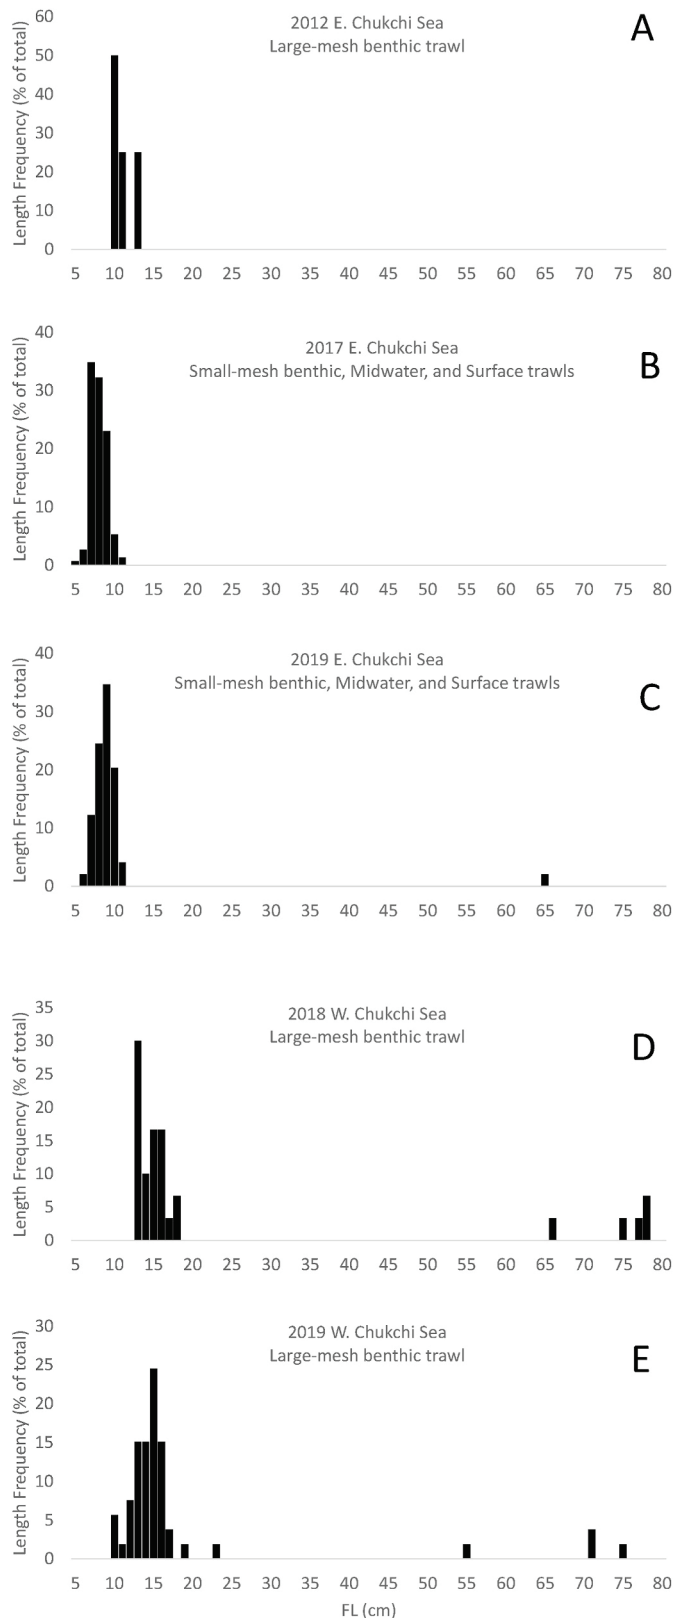 2012 E. Chukchi Sea
Large-mesh benthic trawl
A
Length Frequency (% of total)
60
50
40
30
20
10
0
5 10 15 20 25 30 35 40 45 50 55 60 65 70 75 80
2017 E. Chukchi Sea
Small-mesh benthic, Midwater, and Surface trawls
B
Length Frequency (% of total)
40
30
20
10
0
5 10 15 20 25 30 35 40 45 50 55 60 65 70 75 80
2019 E. Chukchi Sea
Small-mesh benthic, Midwater, and Surface trawls
C
Length Frequency (% of total)
40
30
20
10
0
5 10 15 20 25 30 35 40 45 50 55 60 65 70 75 80
2018 W. Chukchi Sea
Large-mesh benthic trawl
D
Length Frequency (% of total)
35
30
25
20
15
10
5
0
5 10 15 20 25 30 35 40 45 50 55 60 65 70 75 80
2019 W. Chukchi Sea
Large-mesh benthic trawl
E
Length Frequency (% of total)
30
25
20
15
10
5
0
5 10 15 20 25 30 35 40 45 50 55 60 65 70 75 80
FL (cm)